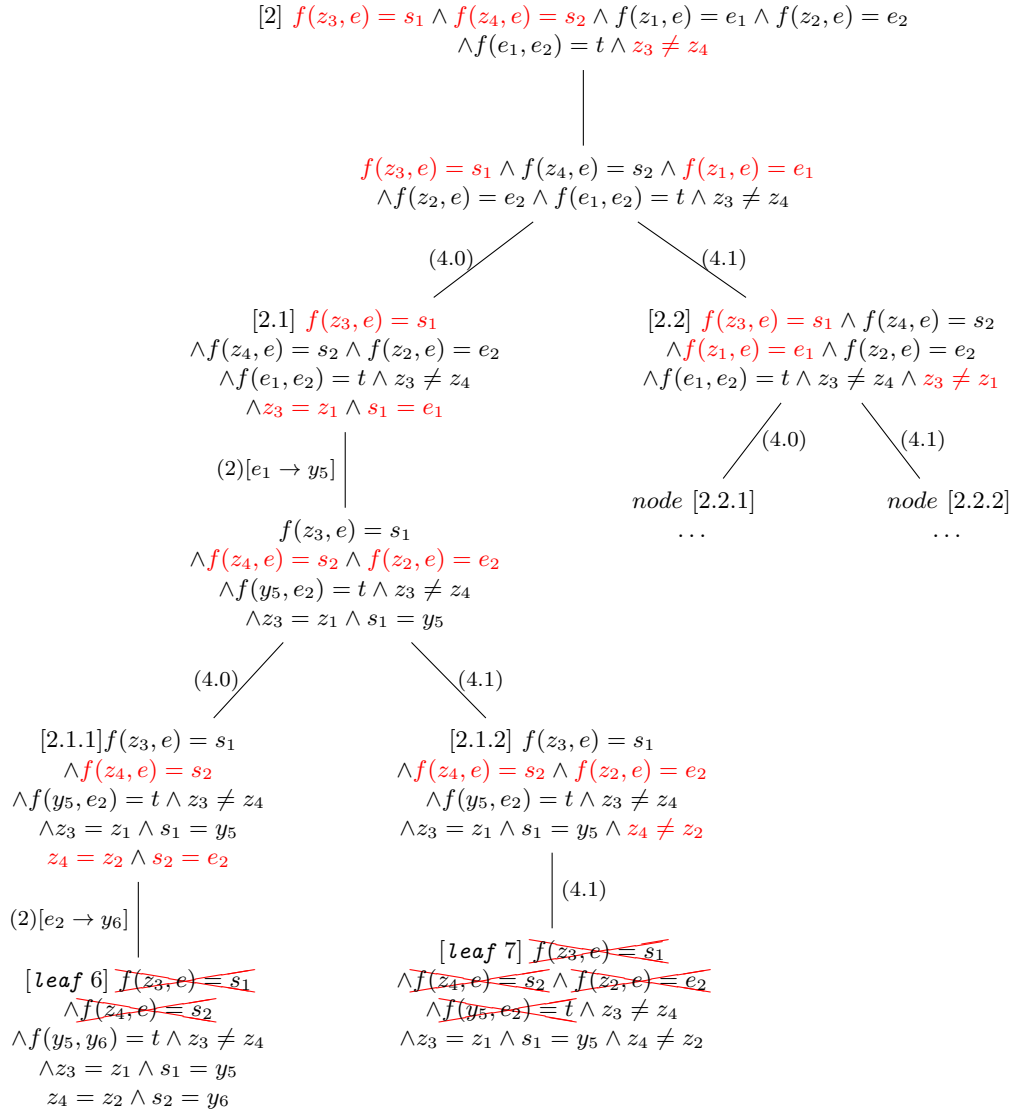 [2] f(z₃, e) = s₁ ∧ f(z₄, e) = s₂ ∧ f(z₁, e) = e₁ ∧ f(z₂, e) = e₂
∧f(e₁, e₂) = t ∧ z₃ ≠ z₄
f(z₃, e) = s₁ ∧ f(z₄, e) = s₂ ∧ f(z₁, e) = e₁
∧f(z₂, e) = e₂ ∧ f(e₁, e₂) = t ∧ z₃ ≠ z₄
(4.0)
(4.1)
[2.1] f(z₃, e) = s₁
∧f(z₄, e) = s₂ ∧ f(z₂, e) = e₂
∧f(e₁, e₂) = t ∧ z₃ ≠ z₄
∧z₃ = z₁ ∧ s₁ = e₁
[2.2] f(z₃, e) = s₁ ∧ f(z₄, e) = s₂
∧f(z₁, e) = e₁ ∧ f(z₂, e) = e₂
∧f(e₁, e₂) = t ∧ z₃ ≠ z₄ ∧ z₃ ≠ z₁
(2)[e₁ → y₅]
(4.0)
(4.1)
node [2.2.1]
...
node [2.2.2]
...
f(z₃, e) = s₁
∧f(z₄, e) = s₂ ∧ f(z₂, e) = e₂
∧f(y₅, e₂) = t ∧ z₃ ≠ z₄
∧z₃ = z₁ ∧ s₁ = y₅
(4.0)
(4.1)
[2.1.1]f(z₃, e) = s₁
∧f(z₄, e) = s₂
∧f(y₅, e₂) = t ∧ z₃ ≠ z₄
∧z₃ = z₁ ∧ s₁ = y₅
z₄ = z₂ ∧ s₂ = e₂
[2.1.2] f(z₃, e) = s₁
∧f(z₄, e) = s₂ ∧ f(z₂, e) = e₂
∧f(y₅, e₂) = t ∧ z₃ ≠ z₄
∧z₃ = z₁ ∧ s₁ = y₅ ∧ z₄ ≠ z₂
(2)[e₂ → y₆]
(4.1)
[leaf 6] f(z₃, e) = s₁
∧f(z₄, e) = s₂
∧f(y₅, y₆) = t ∧ z₃ ≠ z₄
∧z₃ = z₁ ∧ s₁ = y₅
z₄ = z₂ ∧ s₂ = y₆
[leaf 7] f(z₃, e) = s₁
∧f(z₄, e) = s₂ ∧ f(z₂, e) = e₂
∧f(y₅, e₂) = t ∧ z₃ ≠ z₄
∧z₃ = z₁ ∧ s₁ = y₅ ∧ z₄ ≠ z₂